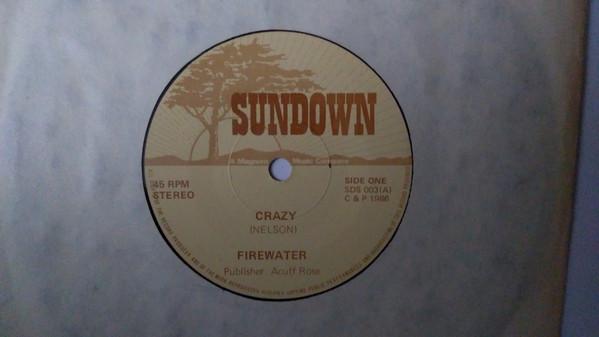 SUNDOWN
A Magnum Music Company
45 RPM
STEREO
SIDE ONE
SDS 003(A)
C & P 1986
CRAZY
(NELSON)
FIREWATER
Publisher: Acuff Rose